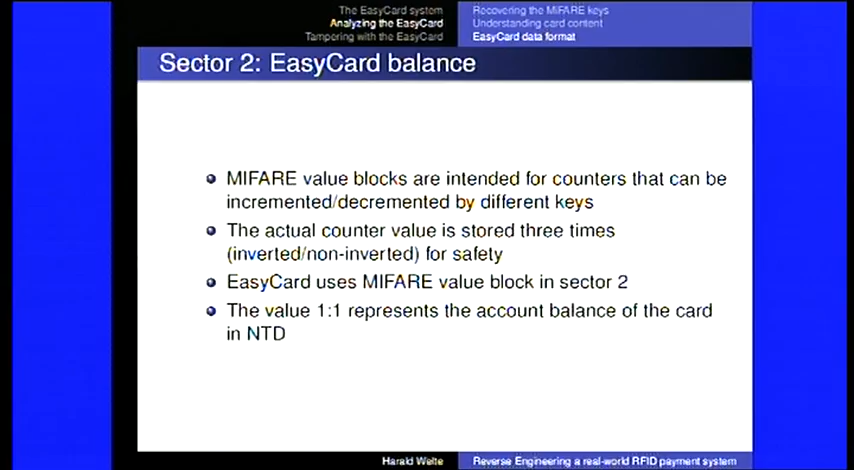 The EasyCard system
Analyzing the EasyCard
Tampering with the EasyCard
Recovering the MIFARE keys
Understanding card content
EasyCard data format
Sector 2: EasyCard balance
MIFARE value blocks are intended for counters that can be
incremented/decremented by different keys
The actual counter value is stored three times
(inverted/non-inverted) for safety
EasyCard uses MIFARE value block in sector 2
The value 1:1 represents the account balance of the card
in NTD
Harald Welte
Reverse Engineering a real-world RFID payment system